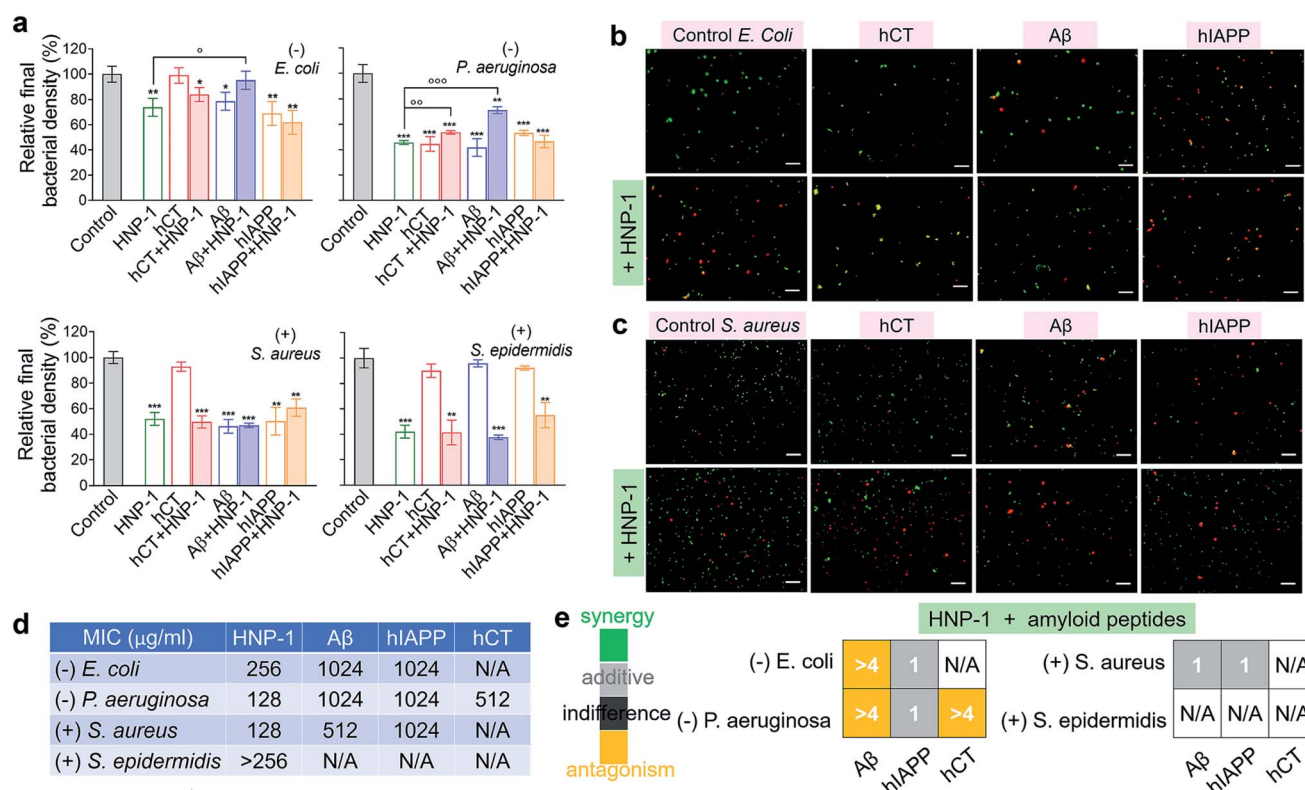 a
Relative final
bacterial density (%)
120
100
80
60
40
20
0
(-)
E. coli
°
**
*
*
**
**
Control
HNP-1
hCT
hCT+HNP-1
Aβ
Aβ+HNP-1
hIAPP
hIAPP+HNP-1
120
100
80
60
40
20
0
(-)
P. aeruginosa
°°°
°°
***
***
***
***
**
***
***
Control
HNP-1
hCT
hCT+HNP-1
Aβ
Aβ+HNP-1
hIAPP
hIAPP+HNP-1
Relative final
bacterial density (%)
120
100
80
60
40
20
0
(+)
S. aureus
***
***
***
***
**
**
Control
HNP-1
hCT
hCT+HNP-1
Aβ
Aβ+HNP-1
hIAPP
hIAPP+HNP-1
(+)
S. epidermidis
***
**
***
**
Control
HNP-1
hCT
hCT+HNP-1
Aβ
Aβ+HNP-1
hIAPP
hIAPP+HNP-1
b
Control E. Coli
hCT
Aβ
hIAPP
+ HNP-1
c
Control S. aureus
hCT
Aβ
hIAPP
+ HNP-1
d
MIC (μg/ml) HNP-1 Aβ hIAPP hCT
(-) E. coli 256 1024 1024 N/A
(-) P. aeruginosa 128 1024 1024 512
(+) S. aureus 128 512 1024 N/A
(+) S. epidermidis >256 N/A N/A N/A
e
synergy
additive
indifference
antagonism
HNP-1 + amyloid peptides
(-) E. coli >4 1 N/A
(-) P. aeruginosa >4 1 >4
Aβ hIAPP hCT
(+) S. aureus 1 1 N/A
(+) S. epidermidis N/A N/A N/A
Aβ hIAPP hCT